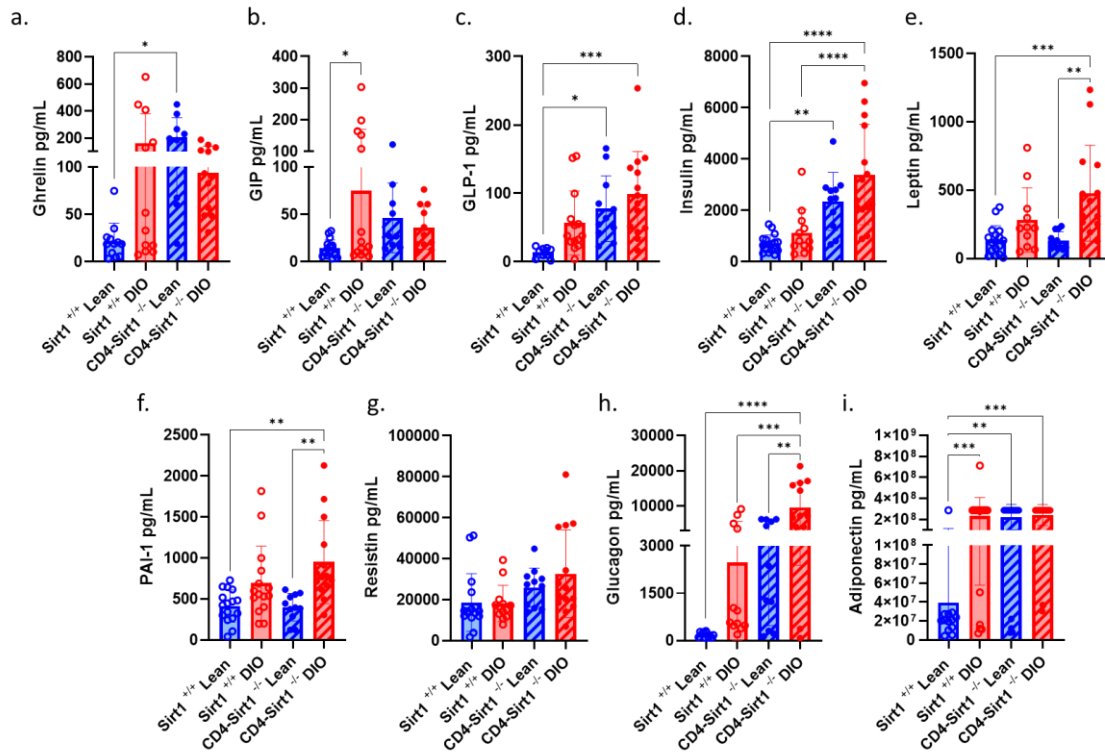 a.
Ghrelin pg/mL
800
600
400
200
100
50
0
*
Sirt1 +/+ Lean
Sirt1 +/+ DIO
CD4-Sirt1 -/- Lean
CD4-Sirt1 -/- DIO
b.
GIP pg/mL
400
300
200
100
100
50
0
*
Sirt1 +/+ Lean
Sirt1 +/+ DIO
CD4-Sirt1 -/- Lean
CD4-Sirt1 -/- DIO
c.
GLP-1 pg/mL
300
200
100
0
***
*
Sirt1 +/+ Lean
Sirt1 +/+ DIO
CD4-Sirt1 -/- Lean
CD4-Sirt1 -/- DIO
d.
Insulin pg/mL
8000
6000
4000
2000
0
****
****
**
Sirt1 +/+ Lean
Sirt1 +/+ DIO
CD4-Sirt1 -/- Lean
CD4-Sirt1 -/- DIO
e.
Leptin pg/mL
1500
1000
500
0
***
**
Sirt1 +/+ Lean
Sirt1 +/+ DIO
CD4-Sirt1 -/- Lean
CD4-Sirt1 -/- DIO
f.
PAI-1 pg/mL
2500
2000
1500
1000
500
0
**
**
Sirt1 +/+ Lean
Sirt1 +/+ DIO
CD4-Sirt1 -/- Lean
CD4-Sirt1 -/- DIO
g.
Resistin pg/mL
100000
80000
60000
40000
20000
0
Sirt1 +/+ Lean
Sirt1 +/+ DIO
CD4-Sirt1 -/- Lean
CD4-Sirt1 -/- DIO
h.
Glucagon pg/mL
30000
20000
10000
3000
1500
0
****
***
**
Sirt1 +/+ Lean
Sirt1 +/+ DIO
CD4-Sirt1 -/- Lean
CD4-Sirt1 -/- DIO
i.
Adiponectin pg/mL
1×10⁹
8×10⁸
6×10⁸
4×10⁸
2×10⁸
1×10⁸
8×10⁷
6×10⁷
4×10⁷
2×10⁷
0
***
**
***
Sirt1 +/+ Lean
Sirt1 +/+ DIO
CD4-Sirt1 -/- Lean
CD4-Sirt1 -/- DIO